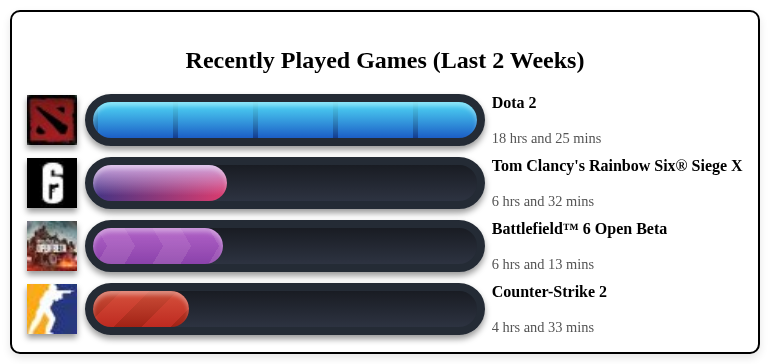 Recently Played Games (Last 2 Weeks)
Dota 2
18 hrs and 25 mins
Tom Clancy's Rainbow Six® Siege X
6 hrs and 32 mins
Battlefield™ 6 Open Beta
6 hrs and 13 mins
Counter-Strike 2
4 hrs and 33 mins